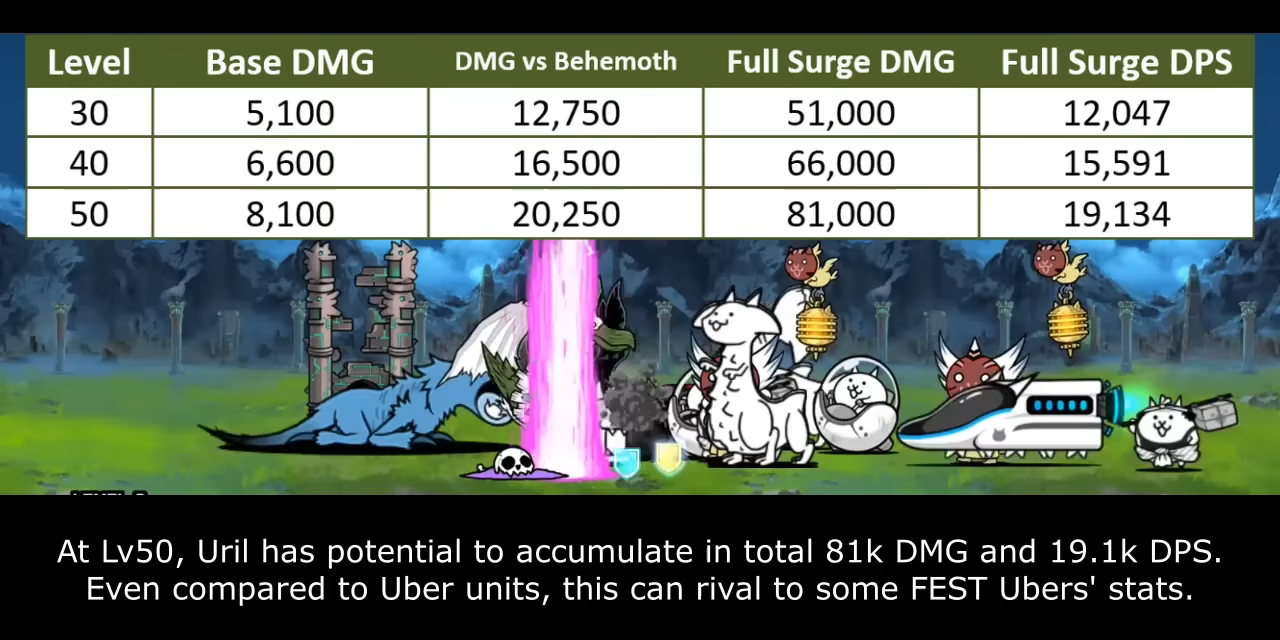 Level Base DMG DMG vs Behemoth Full Surge DMG Full Surge DPS
30 5,100 12,750 51,000 12,047
40 6,600 16,500 66,000 15,591
50 8,100 20,250 81,000 19,134
At Lv50, Uril has potential to accumulate in total 81k DMG and 19.1k DPS.
Even compared to Uber units, this can rival to some FEST Ubers' stats.